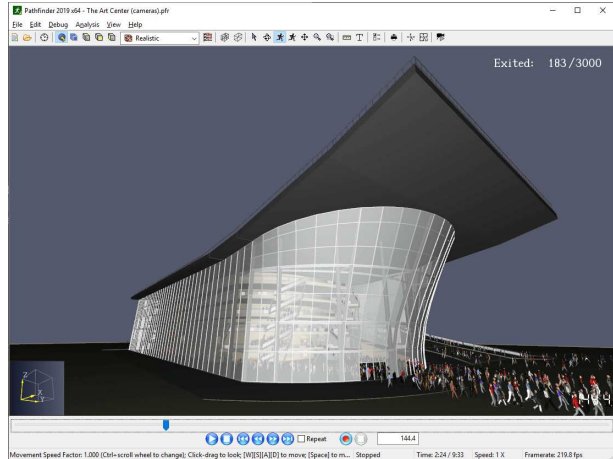 Pathfinder 2019 x64 - The Art Center (cameras).pfr
File Edit Debug Analysis View Help
Realistic
Exited: 183/3000
Z
X
Y
Repeat
144.4
Movement Speed Factor: 1.000 (Ctrl+scroll wheel to change); Click-drag to look; [W][S][A][D] to move; [Space] to m... Stopped Time: 2:24 / 9:33 Speed: 1 X Framerate: 219.8 fps